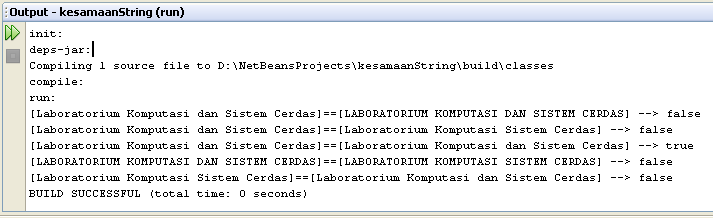 Output - kesamaanString (run)
init:
deps-jar:
Compiling 1 source file to D:\NetBeansProjects\kesamaanString\build\classes
compile:
run:
[Laboratorium Komputasi dan Sistem Cerdas]==[LABORATORIUM KOMPUTASI DAN SISTEM CERDAS] --> false
[Laboratorium Komputasi dan Sistem Cerdas]==[Laboratorium Komputasi Sistem Cerdas] --> false
[Laboratorium Komputasi dan Sistem Cerdas]==[Laboratorium Komputasi dan Sistem Cerdas] --> true
[LABORATORIUM KOMPUTASI DAN SISTEM CERDAS]==[LABORATORIUM KOMPUTASI SISTEM CERDAS] --> false
[Laboratorium Komputasi Sistem Cerdas]==[Laboratorium Komputasi dan Sistem Cerdas] --> false
BUILD SUCCESSFUL (total time: 0 seconds)